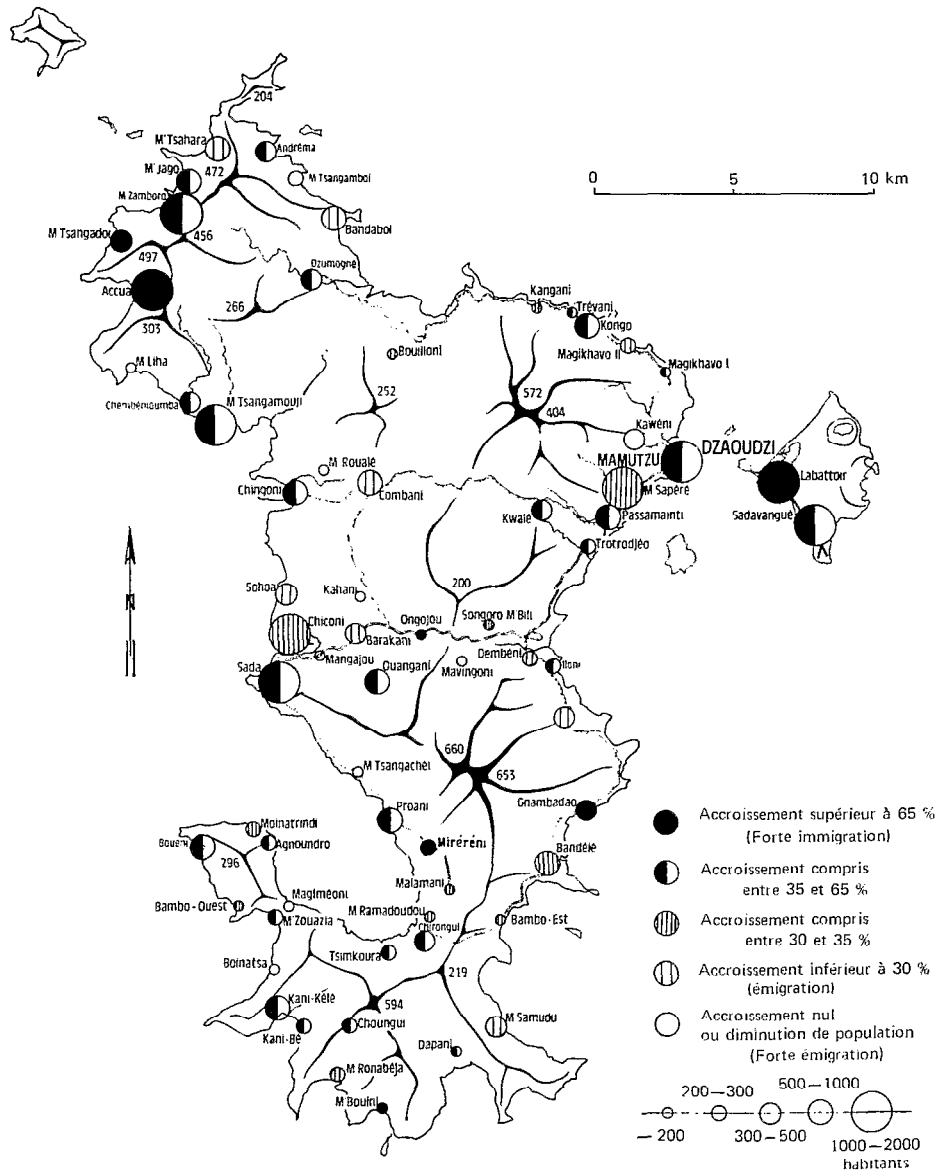 204
M'Tsahara
Andréma
M'Jago
472
M Tsangamboi
M Zamboro
Bandaboi
M Tsangadou
456
497
Dzumogné
Accua
266
303
M Liha
Chembényoumba
M Tsangamouji
0 5 10 km
Kangani
Trévani
Kongo
Bouilloni
Magikhavo II
Magikhavo I
252
572
404
Kawéni
DZAOUDZI
MAMUTZU
Labattoir
M Roualé
Combani
M Sapéré
Chingoni
Sadavangué
Kwalé
Passamainti
Trotrodjéo
Sohoa
Kahani
200
N
Chiconi
Ongojou
Songoro M'Bili
Barakani
Dembéni
Mangajou
Iloni
Sada
Guangani
Mavingoni
660
653
M Tsangachél
Gnambadao
Proani
Moinatrindi
Agnoundro
Miréréni
Bouéni
Bandélé
296
Malamani
Bambo-Ouest
Magiméoni
M Ramadoudou
Bambo-Est
M'Zouazia
Chirongui
Tsimkoura
Boinatsa
219
Kani-Kélé
594
M Samudu
Kani-Bé
Choungui
Dapani
M Ronabéja
M'Bouini
Accroissement supérieur à 65 %
(Forte immigration)
Accroissement compris
entre 35 et 65 %
Accroissement compris
entre 30 et 35 %
Accroissement inférieur à 30 %
(émigration)
Accroissement nul
ou diminution de population
(Forte émigration)
200—300 500—1000
—200 300—500 1000—2000
habitants